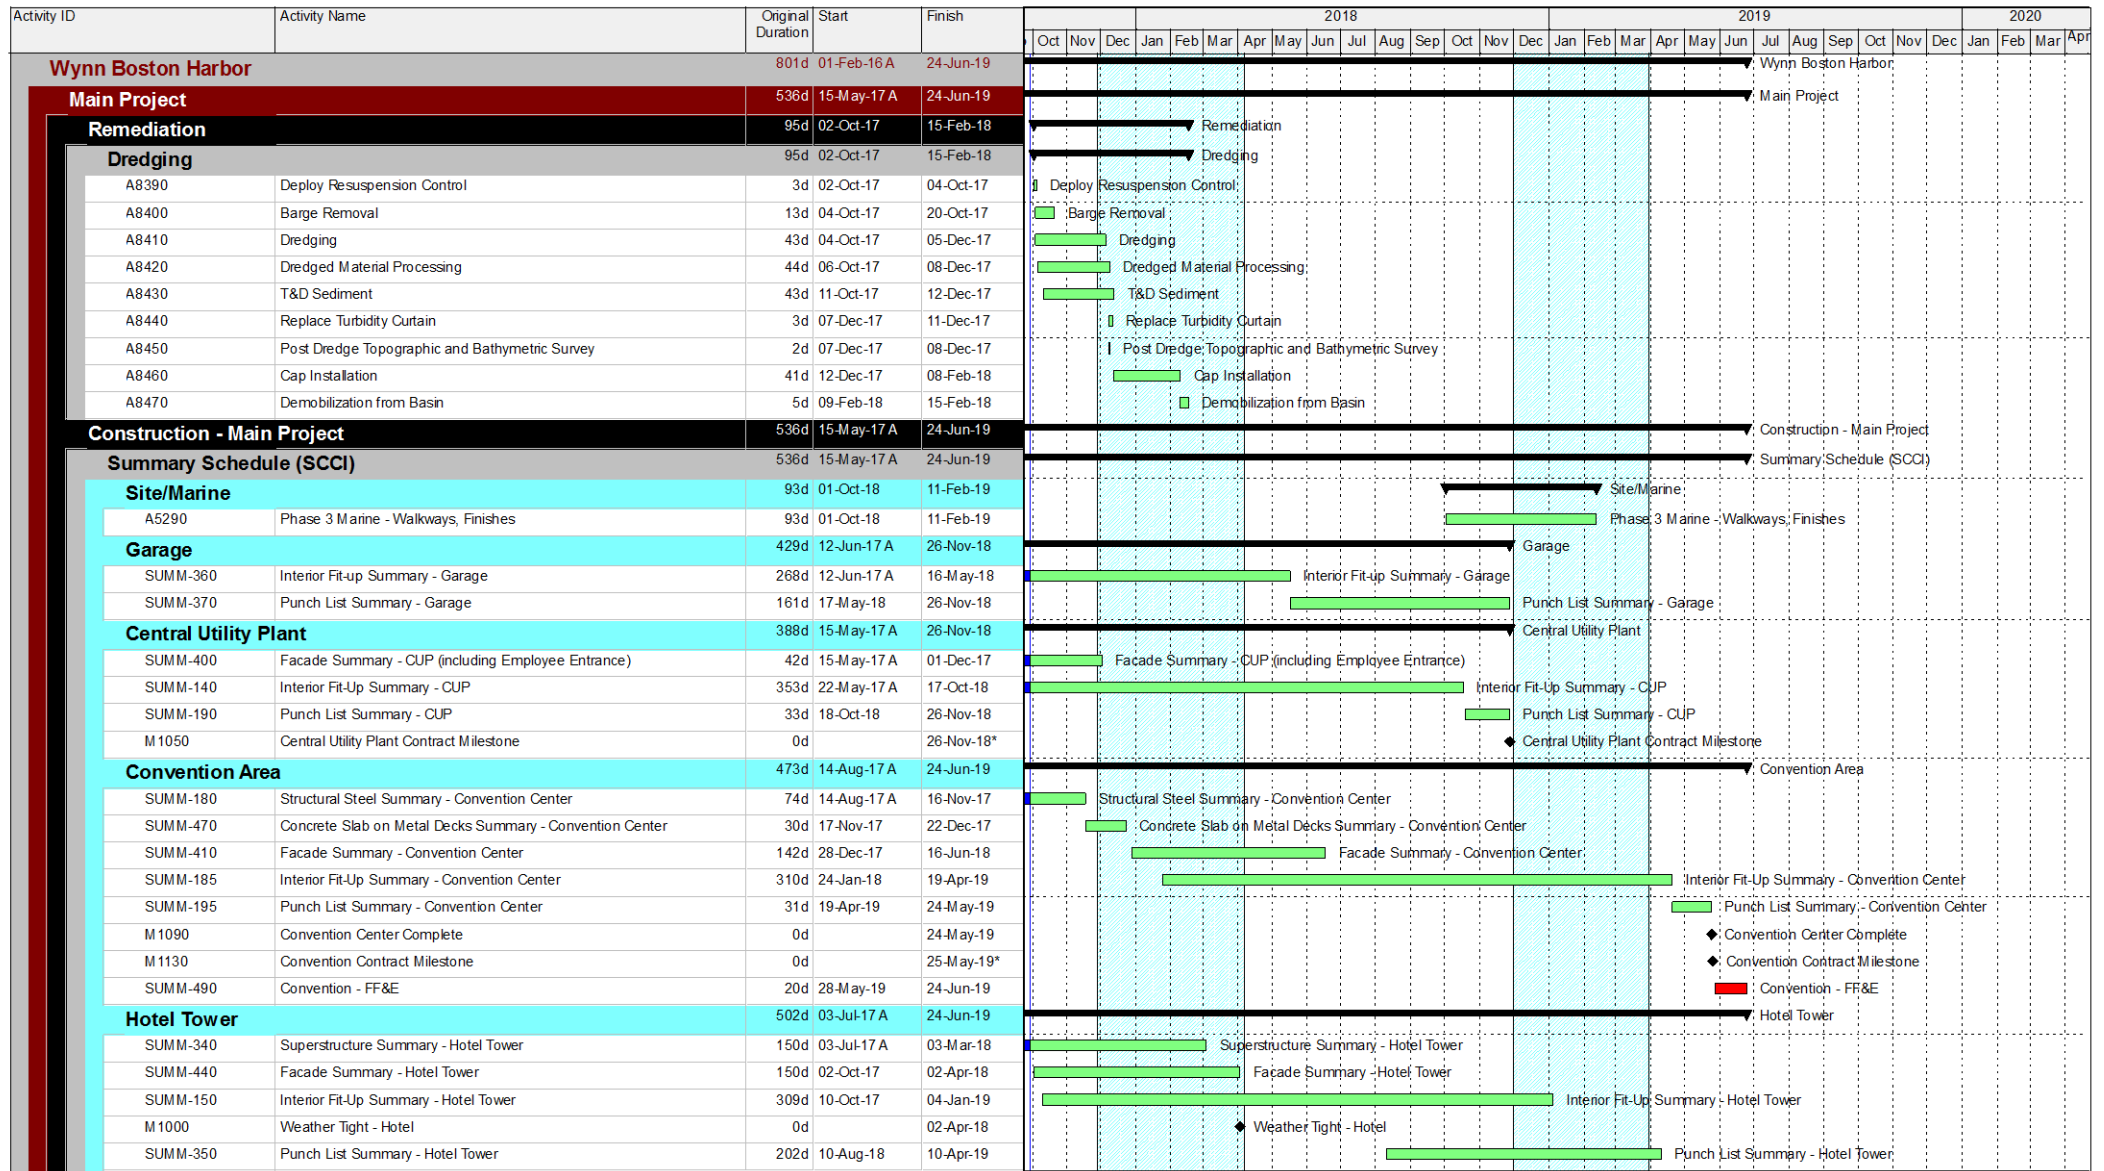 Activity ID Activity Name Original Duration Start Finish 2018 2019 2020
Oct Nov Dec Jan Feb Mar Apr May Jun Jul Aug Sep Oct Nov Dec Jan Feb Mar Apr May Jun Jul Aug Sep Oct Nov Dec Jan Feb Mar Apr
Wynn Boston Harbor 801d 01-Feb-16 A 24-Jun-19 Wynn Boston Harbor
Main Project 536d 15-May-17 A 24-Jun-19 Main Project
Remediation 95d 02-Oct-17 15-Feb-18 Remediation
Dredging 95d 02-Oct-17 15-Feb-18 Dredging
A8390 Deploy Resuspension Control 3d 02-Oct-17 04-Oct-17 Deploy Resuspension Control
A8400 Barge Removal 13d 04-Oct-17 20-Oct-17 Barge Removal
A8410 Dredging 43d 04-Oct-17 05-Dec-17 Dredging
A8420 Dredged Material Processing 44d 06-Oct-17 08-Dec-17 Dredged Material Processing
A8430 T&D Sediment 43d 11-Oct-17 12-Dec-17 T&D Sediment
A8440 Replace Turbidity Curtain 3d 07-Dec-17 11-Dec-17 Replace Turbidity Curtain
A8450 Post Dredge Topographic and Bathymetric Survey 2d 07-Dec-17 08-Dec-17 Post Dredge Topographic and Bathymetric Survey
A8460 Cap Installation 41d 12-Dec-17 08-Feb-18 Cap Installation
A8470 Demobilization from Basin 5d 09-Feb-18 15-Feb-18 Demobilization from Basin
Construction - Main Project 536d 15-May-17 A 24-Jun-19 Construction - Main Project
Summary Schedule (SCCI) 536d 15-May-17 A 24-Jun-19 Summary Schedule (SCCI)
Site/Marine 93d 01-Oct-18 11-Feb-19 Site/Marine
A5290 Phase 3 Marine - Walkways, Finishes 93d 01-Oct-18 11-Feb-19 Phase 3 Marine - Walkways, Finishes
Garage 429d 12-Jun-17 A 26-Nov-18 Garage
SUMM-360 Interior Fit-up Summary - Garage 268d 12-Jun-17 A 16-May-18 Interior Fit-up Summary - Garage
SUMM-370 Punch List Summary - Garage 161d 17-May-18 26-Nov-18 Punch List Summary - Garage
Central Utility Plant 388d 15-May-17 A 26-Nov-18 Central Utility Plant
SUMM-400 Facade Summary - CUP (including Employee Entrance) 42d 15-May-17 A 01-Dec-17 Facade Summary - CUP (including Employee Entrance)
SUMM-140 Interior Fit-Up Summary - CUP 353d 22-May-17 A 17-Oct-18 Interior Fit-Up Summary - CUP
SUMM-190 Punch List Summary - CUP 33d 18-Oct-18 26-Nov-18 Punch List Summary - CUP
M1050 Central Utility Plant Contract Milestone 0d 26-Nov-18* Central Utility Plant Contract Milestone
Convention Area 473d 14-Aug-17 A 24-Jun-19 Convention Area
SUMM-180 Structural Steel Summary - Convention Center 74d 14-Aug-17 A 16-Nov-17 Structural Steel Summary - Convention Center
SUMM-470 Concrete Slab on Metal Decks Summary - Convention Center 30d 17-Nov-17 22-Dec-17 Concrete Slab on Metal Decks Summary - Convention Center
SUMM-410 Facade Summary - Convention Center 142d 28-Dec-17 16-Jun-18 Facade Summary - Convention Center
SUMM-185 Interior Fit-Up Summary - Convention Center 310d 24-Jan-18 19-Apr-19 Interior Fit-Up Summary - Convention Center
SUMM-195 Punch List Summary - Convention Center 31d 19-Apr-19 24-May-19 Punch List Summary - Convention Center
M1090 Convention Center Complete 0d 24-May-19 Convention Center Complete
M1130 Convention Contract Milestone 0d 25-May-19* Convention Contract Milestone
SUMM-490 Convention - FF&E 20d 28-May-19 24-Jun-19 Convention - FF&E
Hotel Tower 502d 03-Jul-17 A 24-Jun-19 Hotel Tower
SUMM-340 Superstructure Summary - Hotel Tower 150d 03-Jul-17 A 03-Mar-18 Superstructure Summary - Hotel Tower
SUMM-440 Facade Summary - Hotel Tower 150d 02-Oct-17 02-Apr-18 Facade Summary - Hotel Tower
SUMM-150 Interior Fit-Up Summary - Hotel Tower 309d 10-Oct-17 04-Jan-19 Interior Fit-Up Summary - Hotel Tower
M1000 Weather Tight - Hotel 0d 02-Apr-18 Weather Tight - Hotel
SUMM-350 Punch List Summary - Hotel Tower 202d 10-Aug-18 10-Apr-19 Punch List Summary - Hotel Tower